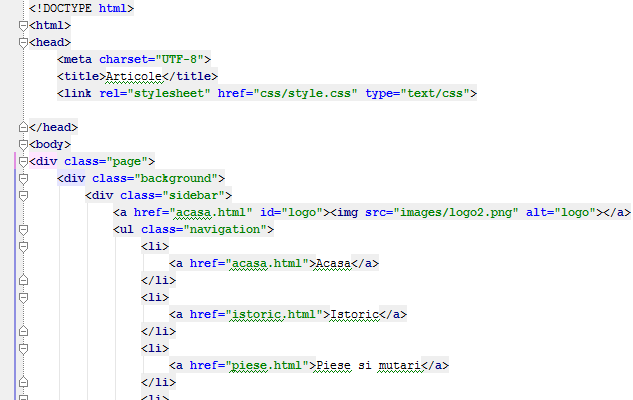 <!DOCTYPE html>
<html>
<head>
<meta charset="UTF-8">
<title>Articole</title>
<link rel="stylesheet" href="css/style.css" type="text/css">
</head>
<body>
<div class="page">
<div class="background">
<div class="sidebar">
<a href="acasa.html" id="logo"><img src="images/logo2.png" alt="logo"></a>
<ul class="navigation">
<li>
<a href="acasa.html">Acasa</a>
</li>
<li>
<a href="istoric.html">Istoric</a>
</li>
<li>
<a href="piese.html">Piese si mutari</a>
</li>
<li>